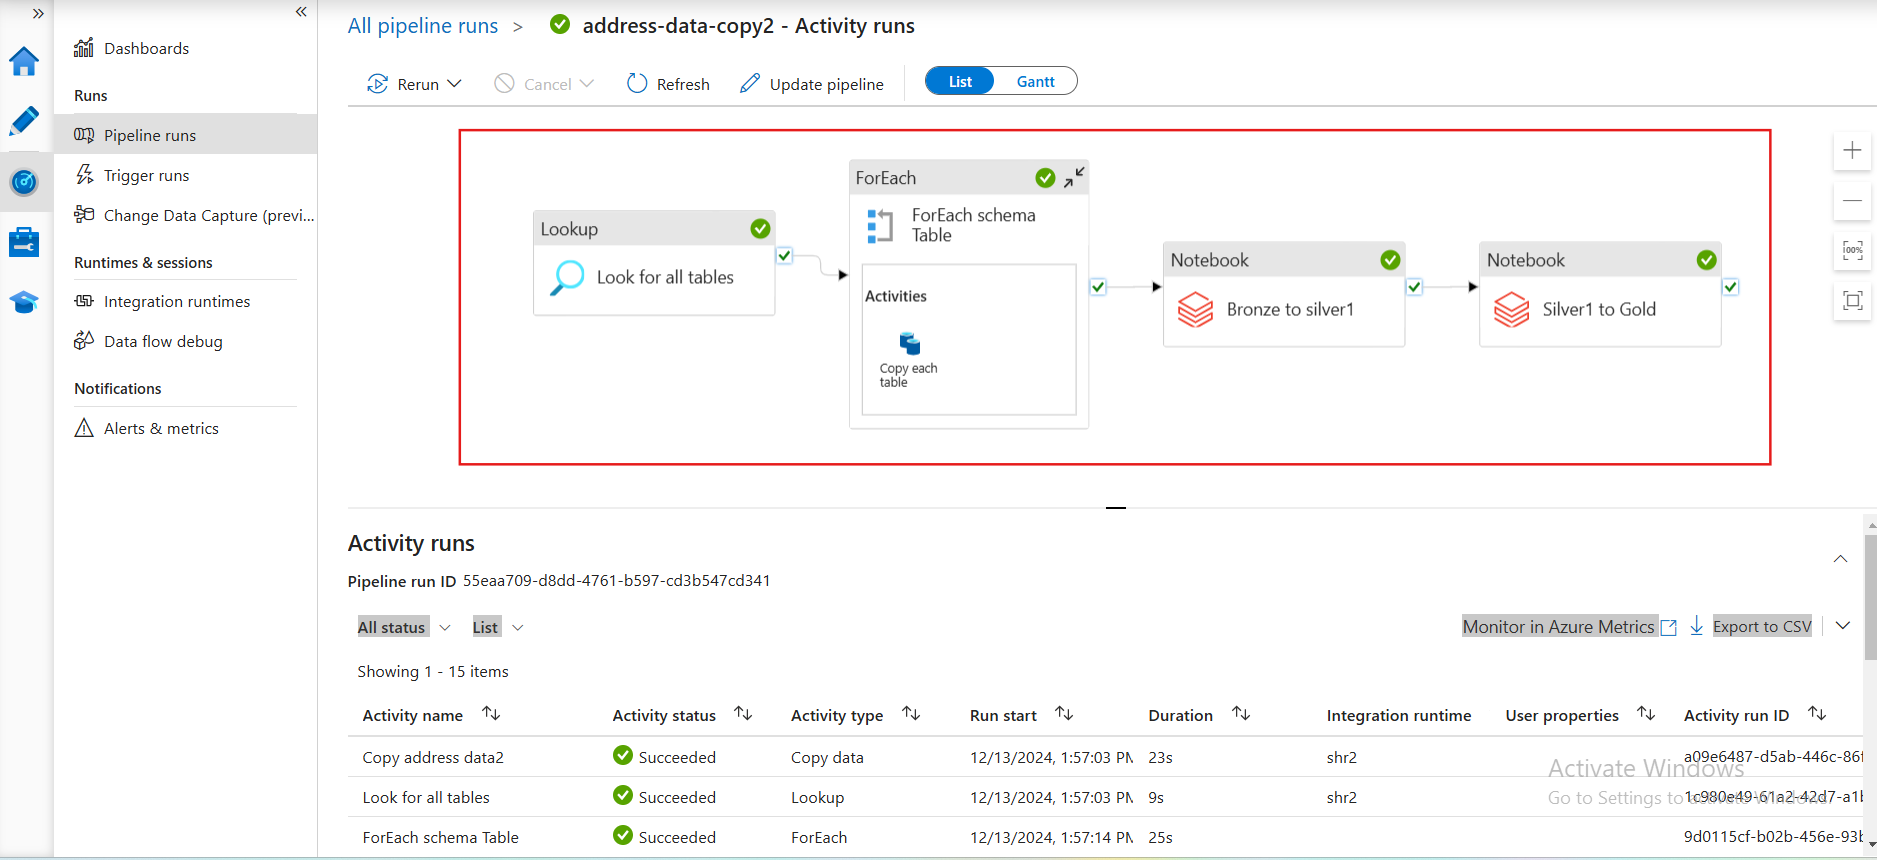 Dashboards
Runs
Pipeline runs
Trigger runs
Change Data Capture (previ...
Runtimes & sessions
Integration runtimes
Data flow debug
Notifications
Alerts & metrics
All pipeline runs > address-data-copy2 - Activity runs
Rerun Cancel Refresh Update pipeline List Gantt
Lookup
Look for all tables
ForEach
ForEach schema
Table
Activities
Copy each
table
Notebook
Bronze to silver1
Notebook
Silver1 to Gold
100%
Activity runs
Pipeline run ID 55eaa709-d8dd-4761-b597-cd3b547cd341
All status List Monitor in Azure Metrics Export to CSV
Showing 1 - 15 items
Activity name Activity status Activity type Run start Duration Integration runtime User properties Activity run ID
Copy address data2 Succeeded Copy data 12/13/2024, 1:57:03 PM 23s shr2 a09e6487-d5ab-446c-86f
Look for all tables Succeeded Lookup 12/13/2024, 1:57:03 PM 9s shr2 1c980e49-61a2-42d7-a1b
ForEach schema Table Succeeded ForEach 12/13/2024, 1:57:14 PM 25s 9d0115cf-b02b-456e-93b
Activate Windows
Go to Settings to activate Windows.